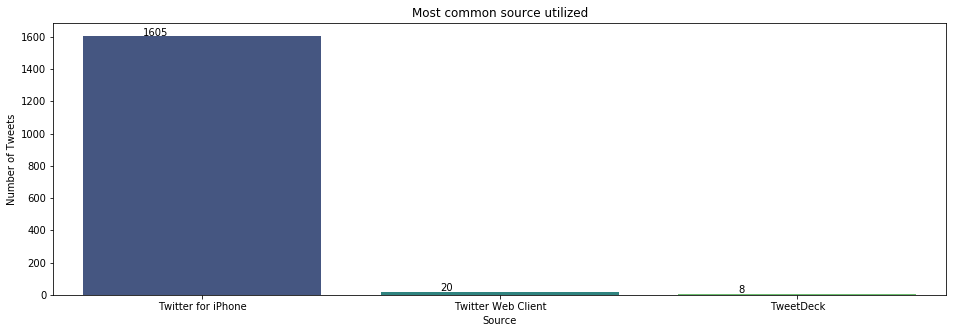 Most common source utilized
1605
1600
1400
1200
1000
800
600
400
200
0
Number of Tweets
20
8
Twitter for iPhone
Twitter Web Client
TweetDeck
Source